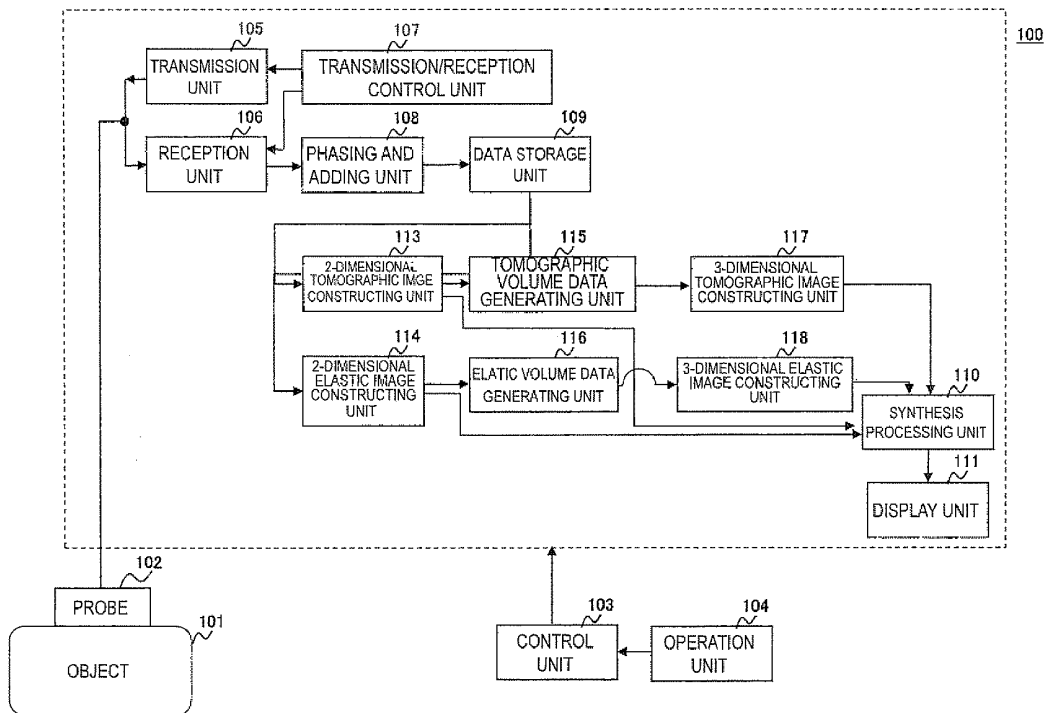 100
105
TRANSMISSION
UNIT
107
TRANSMISSION/RECEPTION
CONTROL UNIT
106
RECEPTION
UNIT
108
PHASING AND
ADDING UNIT
109
DATA STORAGE
UNIT
113
2-DIMENSIONAL
TOMOGRAPHIC IMGE
CONSTRUCTING UNIT
115
TOMOGRAPHIC
VOLUME DATA
GENERATING UNIT
117
3-DIMENSIONAL
TOMOGRAPHIC IMAGE
CONSTRUCTING UNIT
114
2-DIMENSIONAL
ELASTIC IMAGE
CONSTRUCTING
UNIT
116
ELATIC VOLUME DATA
GENERATING UNIT
118
3-DIMENSIONAL ELASTIC
IMAGE CONSTRUCTING
UNIT
110
SYNTHESIS
PROCESSING UNIT
111
DISPLAY UNIT
102
PROBE
101
OBJECT
103
CONTROL
UNIT
104
OPERATION
UNIT